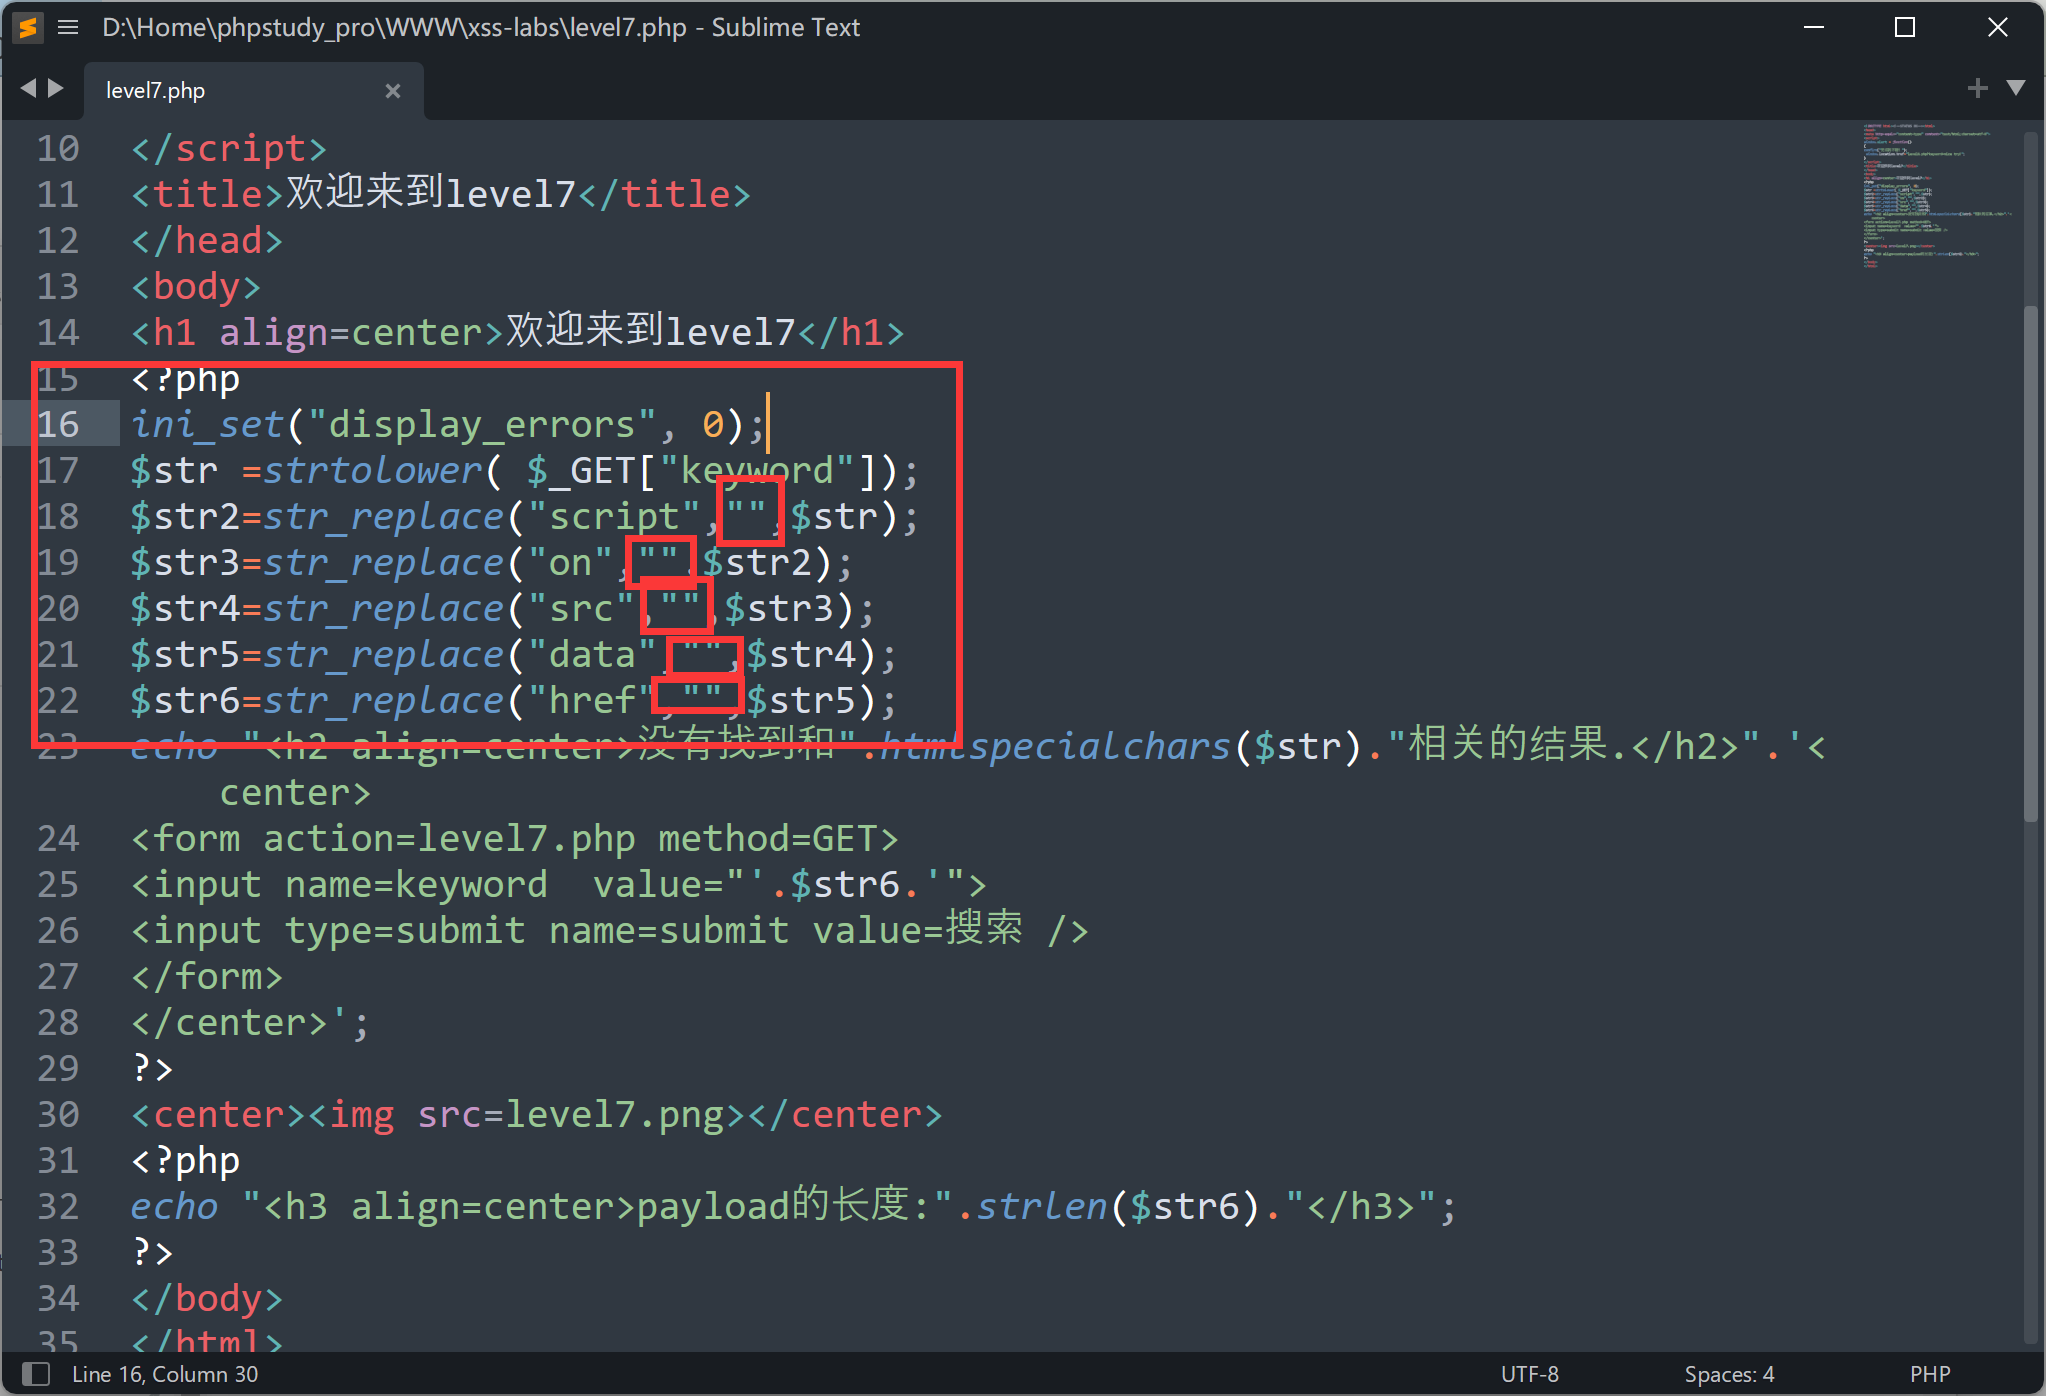 D:\Home\phpstudy_pro\WWW\xss-labs\level7.php - Sublime Text
level7.php
10 </script>
11 <title>欢迎来到level7</title>
12 </head>
13 <body>
14 <h1 align=center>欢迎来到level7</h1>
15 <?php
16 ini_set("display_errors", 0);
17 $str =strtolower( $_GET["keyword"]);
18 $str2=str_replace("script","",$str);
19 $str3=str_replace("on","",$str2);
20 $str4=str_replace("src","",$str3);
21 $str5=str_replace("data","",$str4);
22 $str6=str_replace("href","",$str5);
23 echo "<h2 align=center>没有找到和".htmlspecialchars($str)."相关的结果.</h2>".'<
center>
24 <form action=level7.php method=GET>
25 <input name=keyword  value="'.$str6.'">
26 <input type=submit name=submit value=搜索 />
27 </form>
28 </center>';
29 ?>
30 <center><img src=level7.png></center>
31 <?php
32 echo "<h3 align=center>payload的长度:".strlen($str6)."</h3>";
33 ?>
34 </body>
35 </html>
Line 16, Column 30
UTF-8
Spaces: 4
PHP